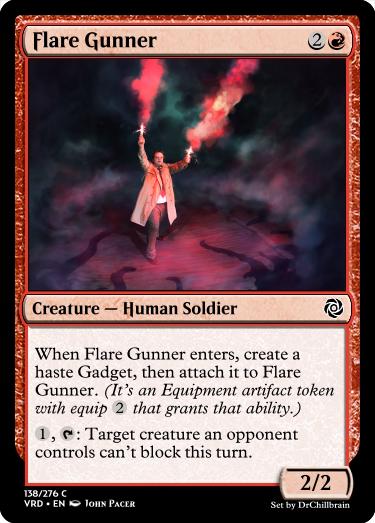 Flare Gunner 2
Creature — Human Soldier
When Flare Gunner enters, create a
haste Gadget, then attach it to Flare
Gunner. (It's an Equipment artifact token
with equip 2 that grants that ability.)
1, : Target creature an opponent
controls can't block this turn.
2/2
138/276 C
VRD • EN John Pacer
Set by DrChillbrain